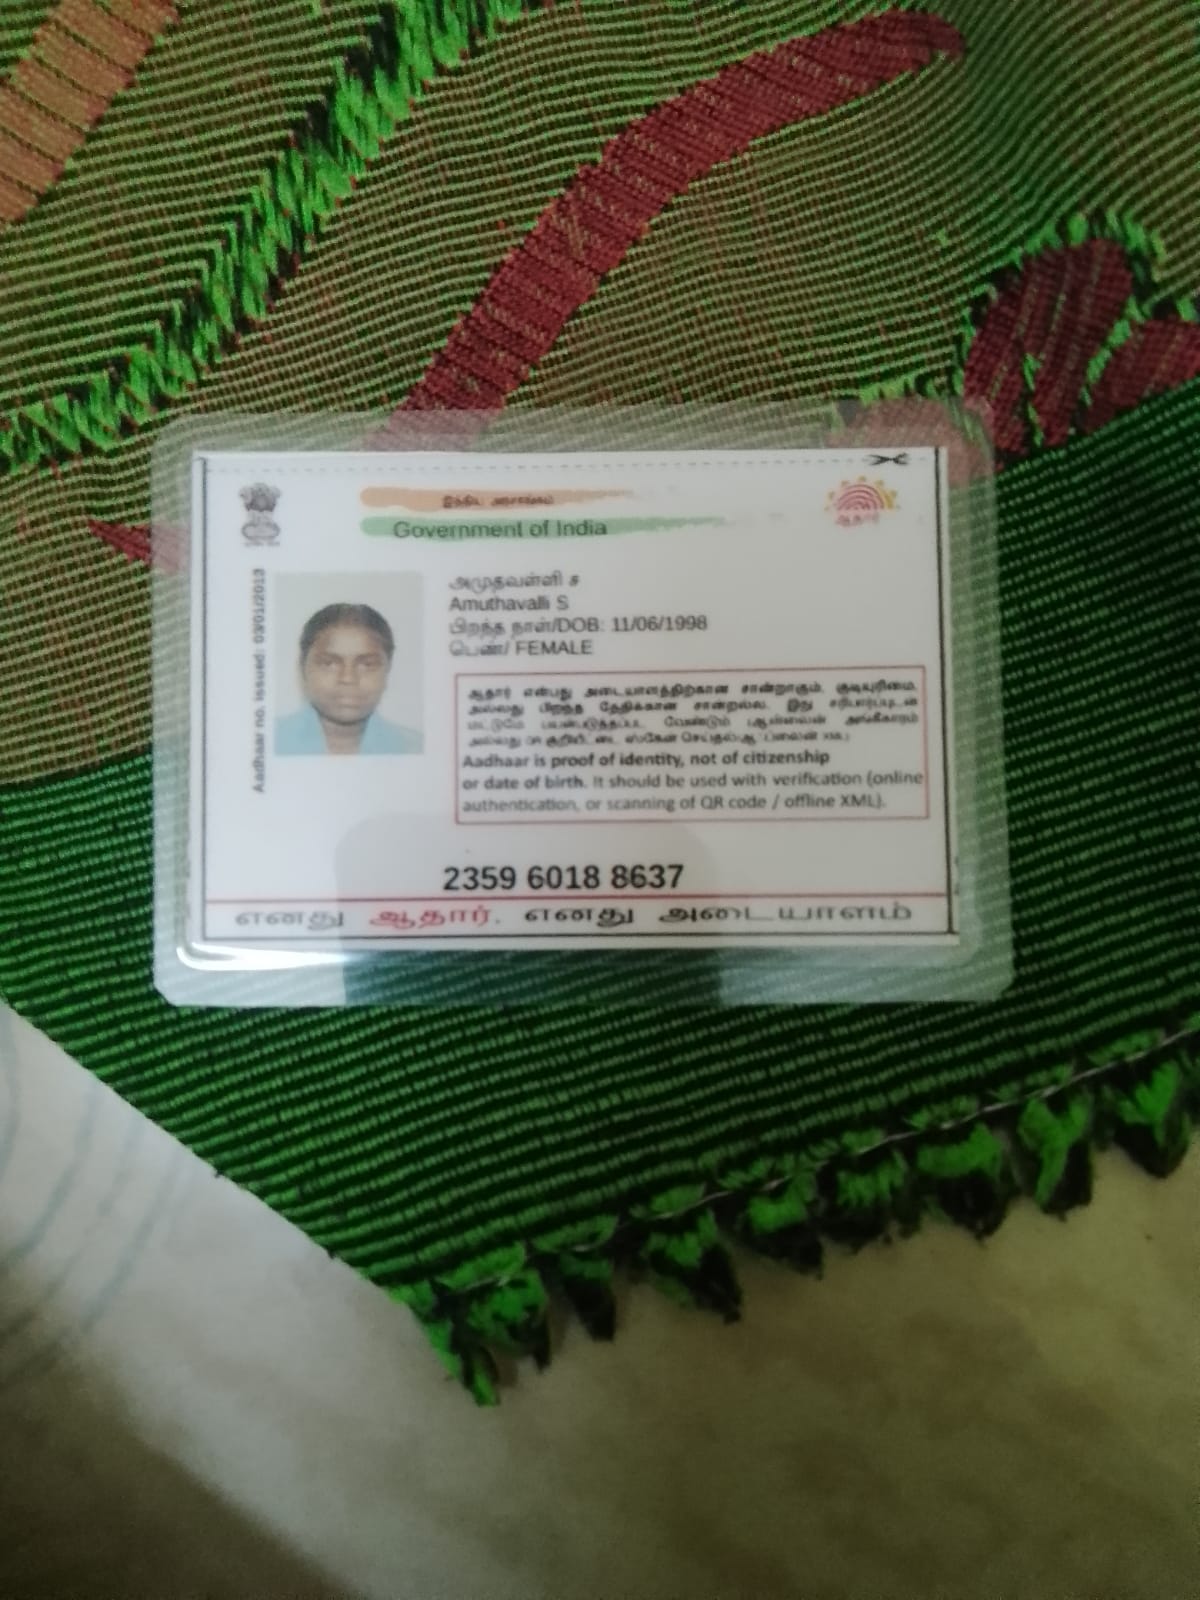 இந்திய அரசாங்கம்
Government of India
ஆதார்
Aadhaar no. issued: 03/01/2013
அமுதவள்ளி ச
Amuthavalli S
பிறந்த நாள்/DOB: 11/06/1998
பெண்/ FEMALE
ஆதார் என்பது அடையாளத்திற்கான சான்றாகும், குடியுரிமை
அல்லது பிறந்த தேதிக்கான சான்றல்ல. இது சரிபார்ப்புடன்
மட்டுமே பயன்படுத்தப்பட வேண்டும் (ஆன்லைன் அங்கீகாரம்
அல்லது ஸ்கேன்
Aadhaar is proof of identity, not of citizenship
or date of birth. It should be used with verification (online
authentication, or scanning of QR code / offline XML).
2359 6018 8637
எனது ஆதார், எனது அடையாளம்